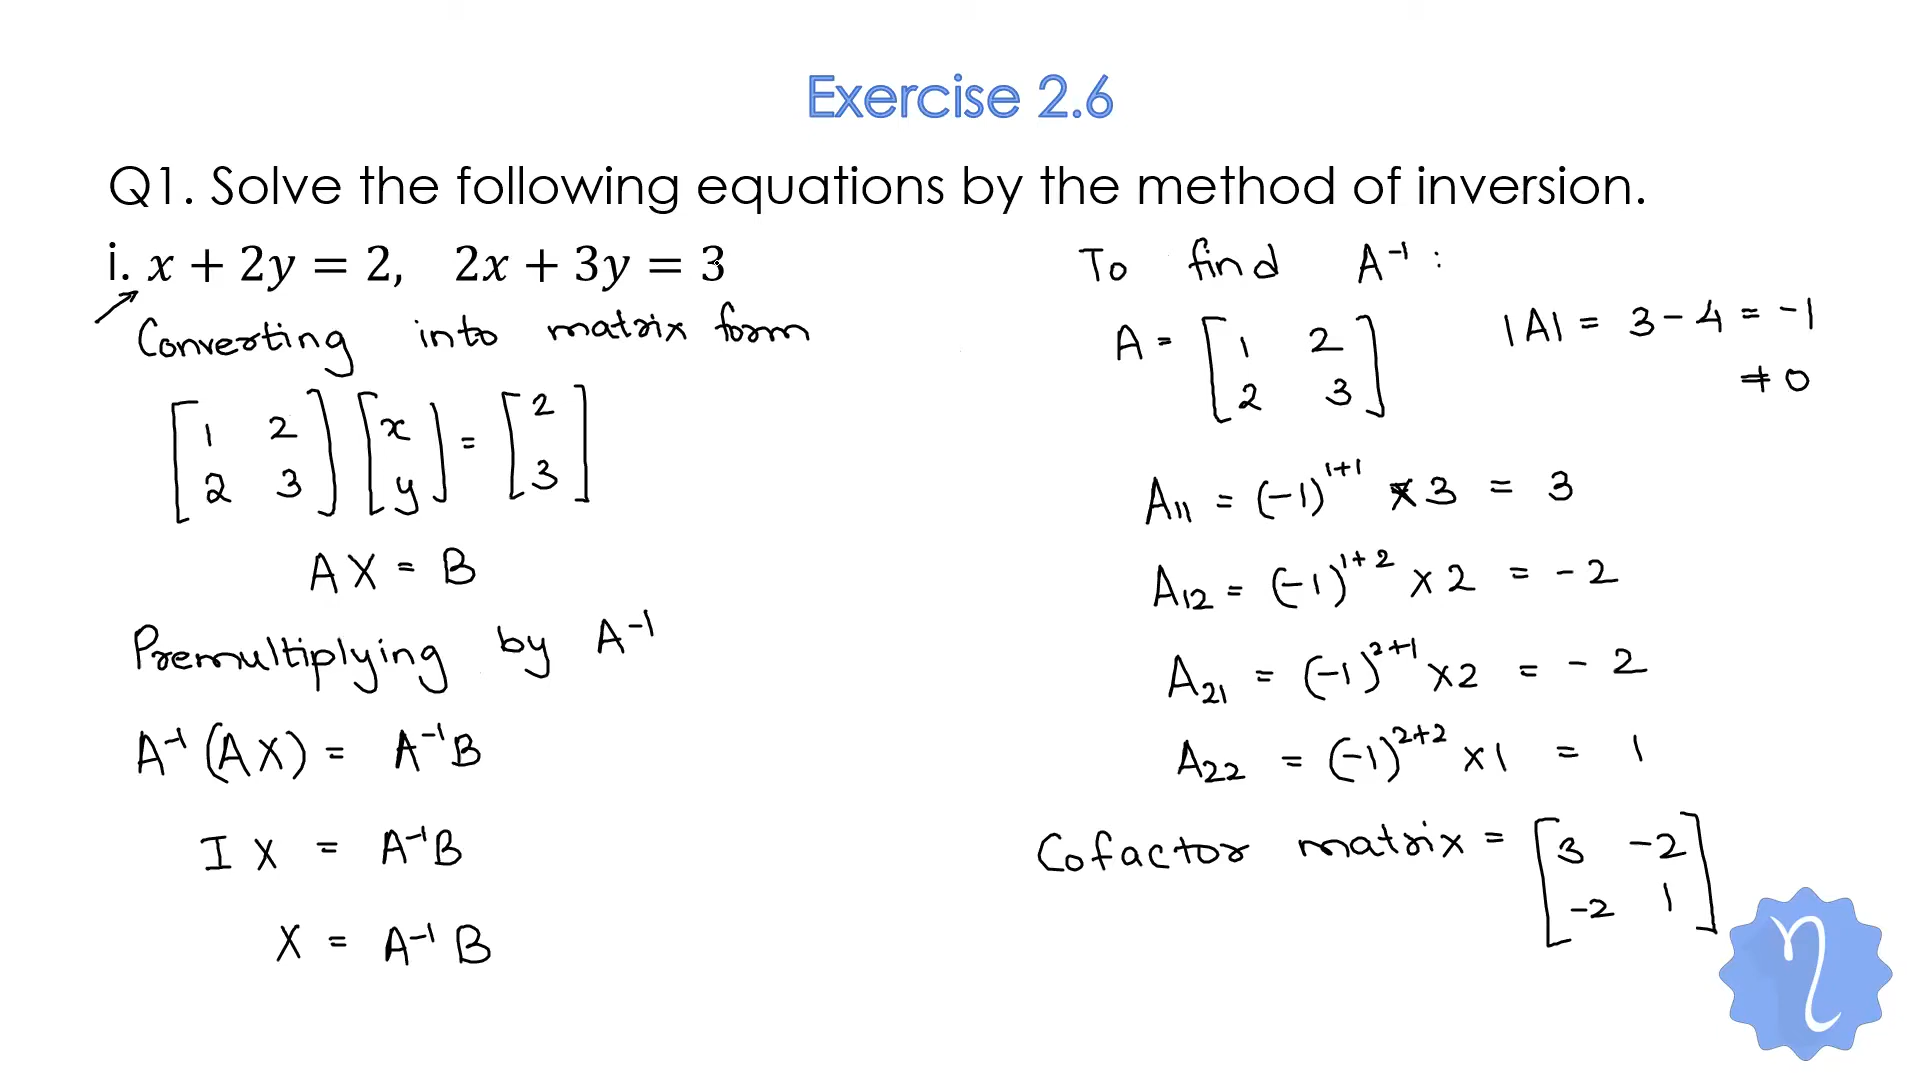 Exercise 2.6
Q1. Solve the following equations by the method of inversion.
i. x + 2y = 2, 2x + 3y = 3
Converting into matrix form
[1 2] [x] = [2]
[2 3] [y] [3]
AX = B
Premultiplying by A⁻¹
A⁻¹(AX) = A⁻¹B
I X = A⁻¹B
X = A⁻¹B
To find A⁻¹ :
A = [1 2] |A| = 3 - 4 = -1
[2 3] ≠ 0
A₁₁ = (-1)¹⁺¹ × 3 = 3
A₁₂ = (-1)¹⁺² × 2 = -2
A₂₁ = (-1)²⁺¹ × 2 = -2
A₂₂ = (-1)²⁺² × 1 = 1
Cofactor matrix = [3 -2]
[-2 1]
η